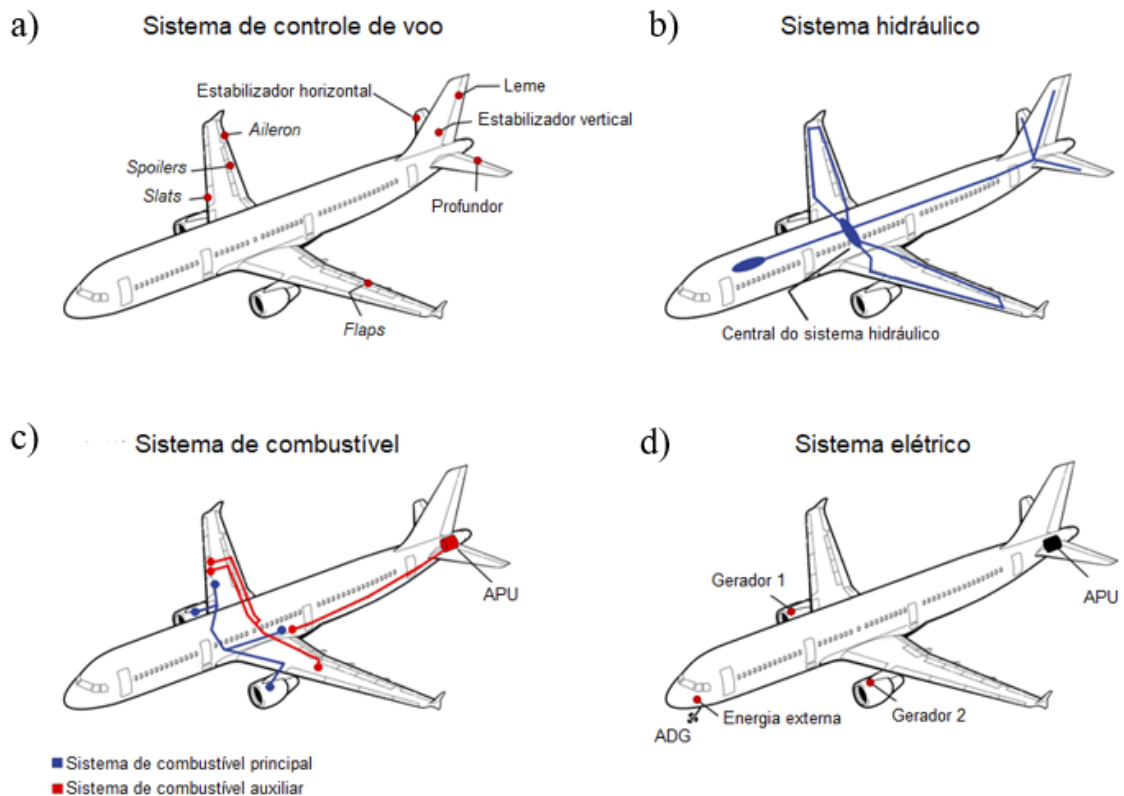 a)
Sistema de controle de voo
Estabilizador horizontal
Leme
Aileron
Estabilizador vertical
Spoilers
Slats
Profundor
Flaps
b)
Sistema hidráulico
Central do sistema hidráulico
c)
Sistema de combustível
APU
Sistema de combustível principal
Sistema de combustível auxiliar
d)
Sistema elétrico
Gerador 1
APU
Energia externa
Gerador 2
ADG